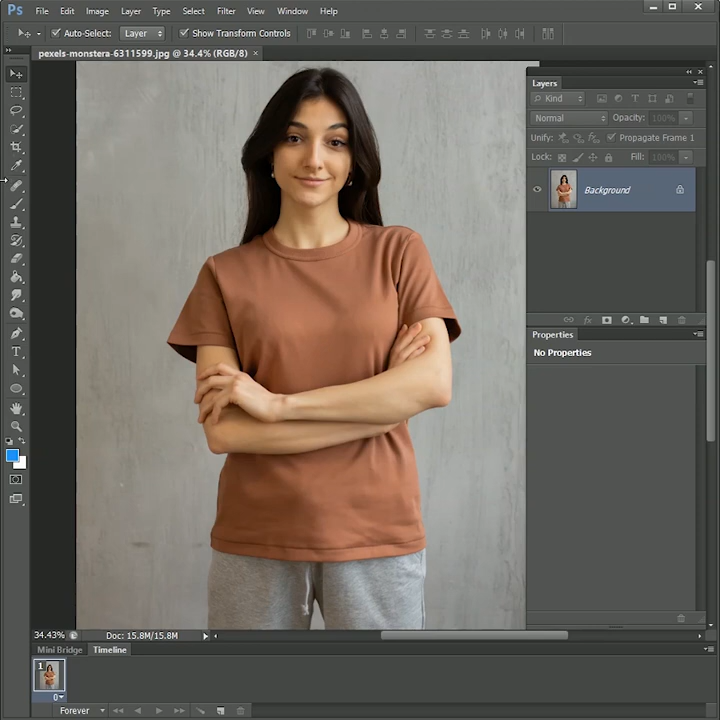 Ps File Edit Image Layer Type Select Filter View Window Help
Auto-Select: Layer Show Transform Controls
pexels-monstera-6311599.jpg @ 34.4% (RGB/8) ×
Layers
Kind
Normal Opacity: 100%
Unify: Propagate Frame 1
Lock: Fill: 100%
Background
Properties
No Properties
34.43% Doc: 15.8M/15.8M
Mini Bridge Timeline
1
0
Forever